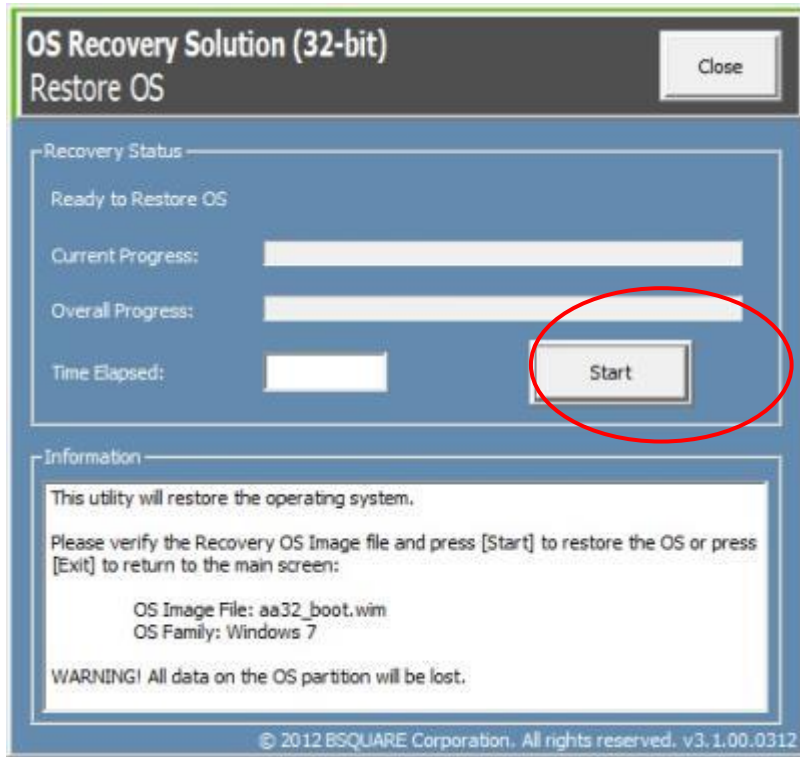 OS Recovery Solution (32-bit)
Restore OS
Close
Recovery Status
Ready to Restore OS
Current Progress:
Overall Progress:
Time Elapsed:
Start
Information
This utility will restore the operating system.
Please verify the Recovery OS Image file and press [Start] to restore the OS or press
[Exit] to return to the main screen:
OS Image File: aa32_boot.wim
OS Family: Windows 7
WARNING! All data on the OS partition will be lost.
© 2012 BSQUARE Corporation. All rights reserved. v3.1.00.0312